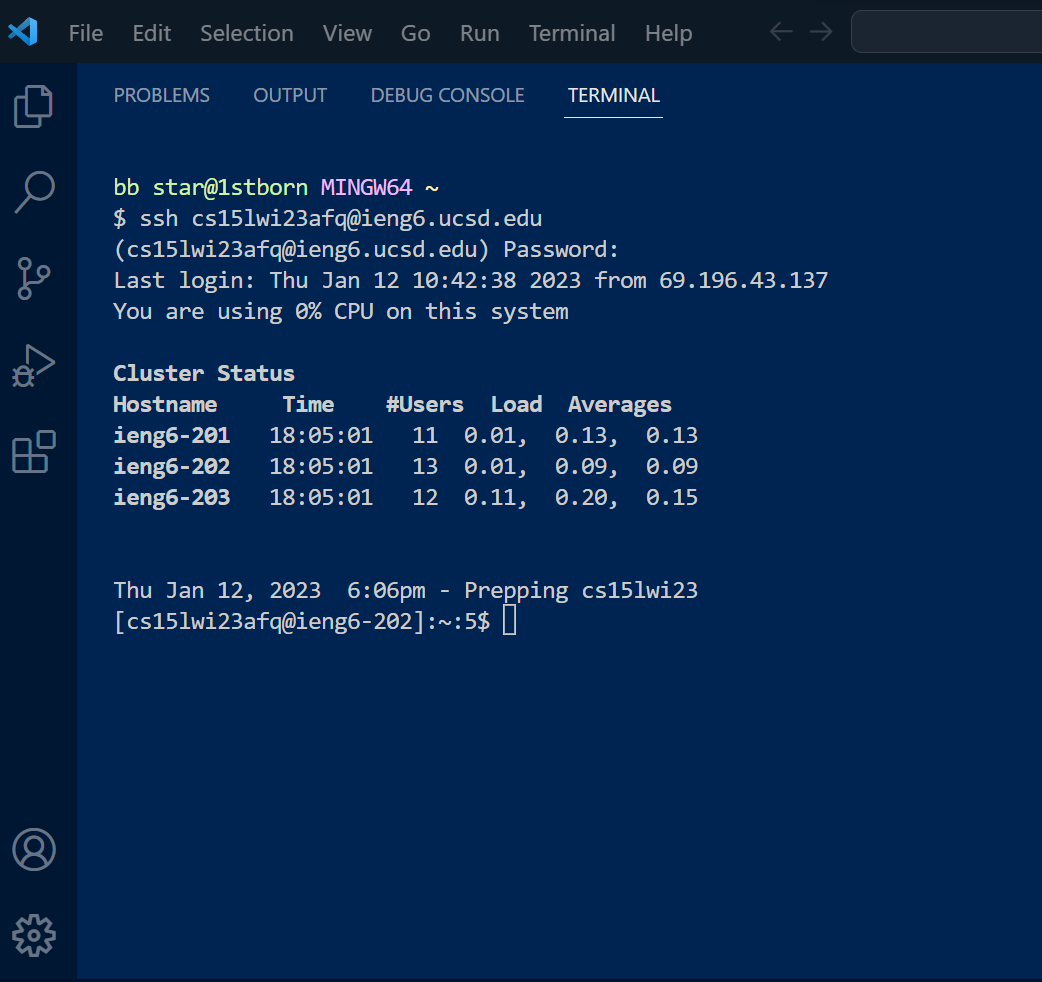 File Edit Selection View Go Run Terminal Help
PROBLEMS OUTPUT DEBUG CONSOLE TERMINAL
bb star@1stborn MINGW64 ~
$ ssh cs15lwi23afq@ieng6.ucsd.edu
(cs15lwi23afq@ieng6.ucsd.edu) Password:
Last login: Thu Jan 12 10:42:38 2023 from 69.196.43.137
You are using 0% CPU on this system
Cluster Status
Hostname     Time    #Users  Load  Averages
ieng6-201   18:05:01   11  0.01,  0.13,  0.13
ieng6-202   18:05:01   13  0.01,  0.09,  0.09
ieng6-203   18:05:01   12  0.11,  0.20,  0.15
Thu Jan 12, 2023  6:06pm - Prepping cs15lwi23
[cs15lwi23afq@ieng6-202]:~:5$